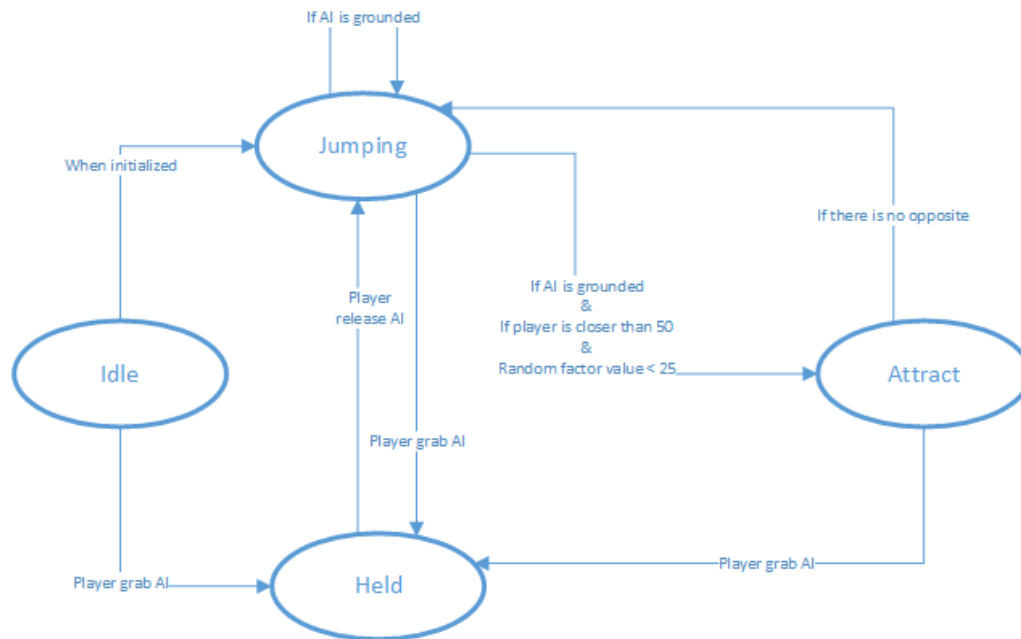 If AI is grounded
Jumping
When initialized
If there is no opposite
Player
release AI
If AI is grounded
&
If player is closer than 50
&
Random factor value < 25
Idle
Attract
Player grab AI
Player grab AI
Player grab AI
Held